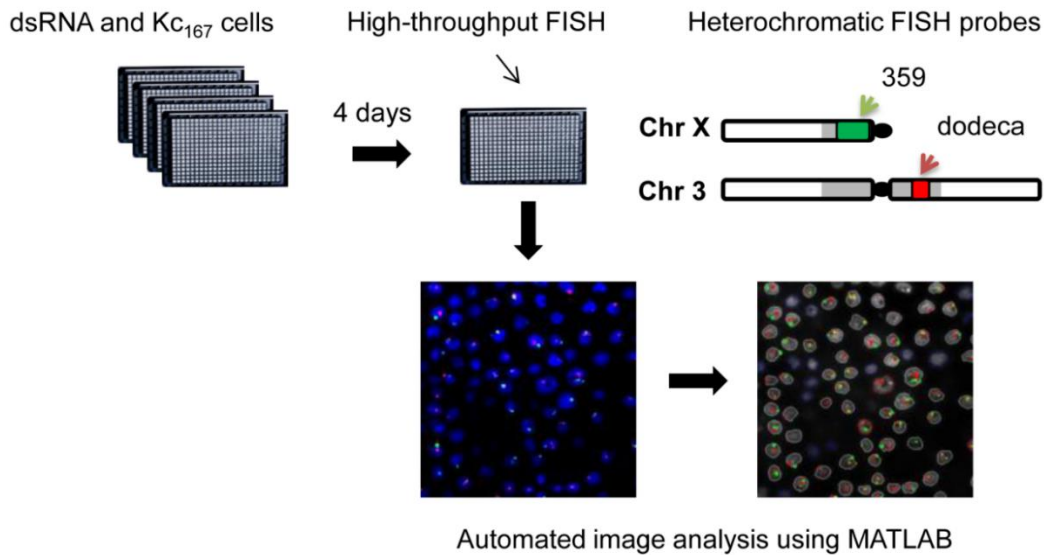 dsRNA and Kc₁₆₇ cells
High-throughput FISH
Heterochromatic FISH probes
4 days
359
Chr X
dodeca
Chr 3
Automated image analysis using MATLAB